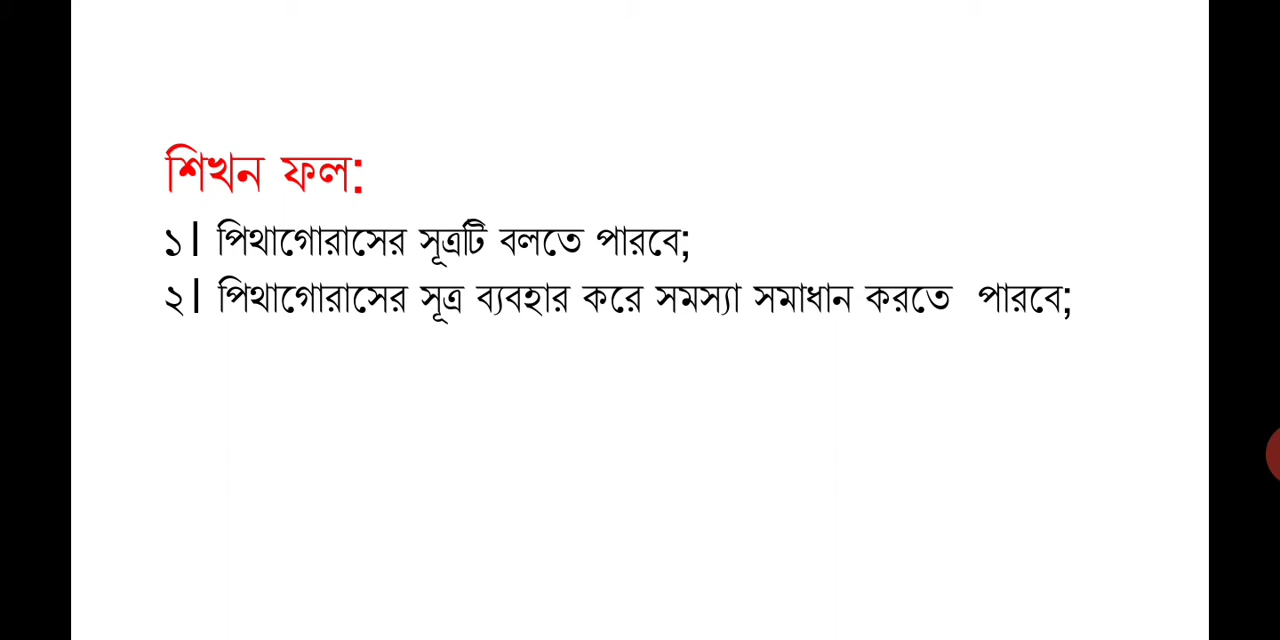 শিখন ফল:
১। পিথাগোরাসের সূত্রটি বলতে পারবে;
২। পিথাগোরাসের সূত্র ব্যবহার করে সমস্যা সমাধান করতে পারবে;